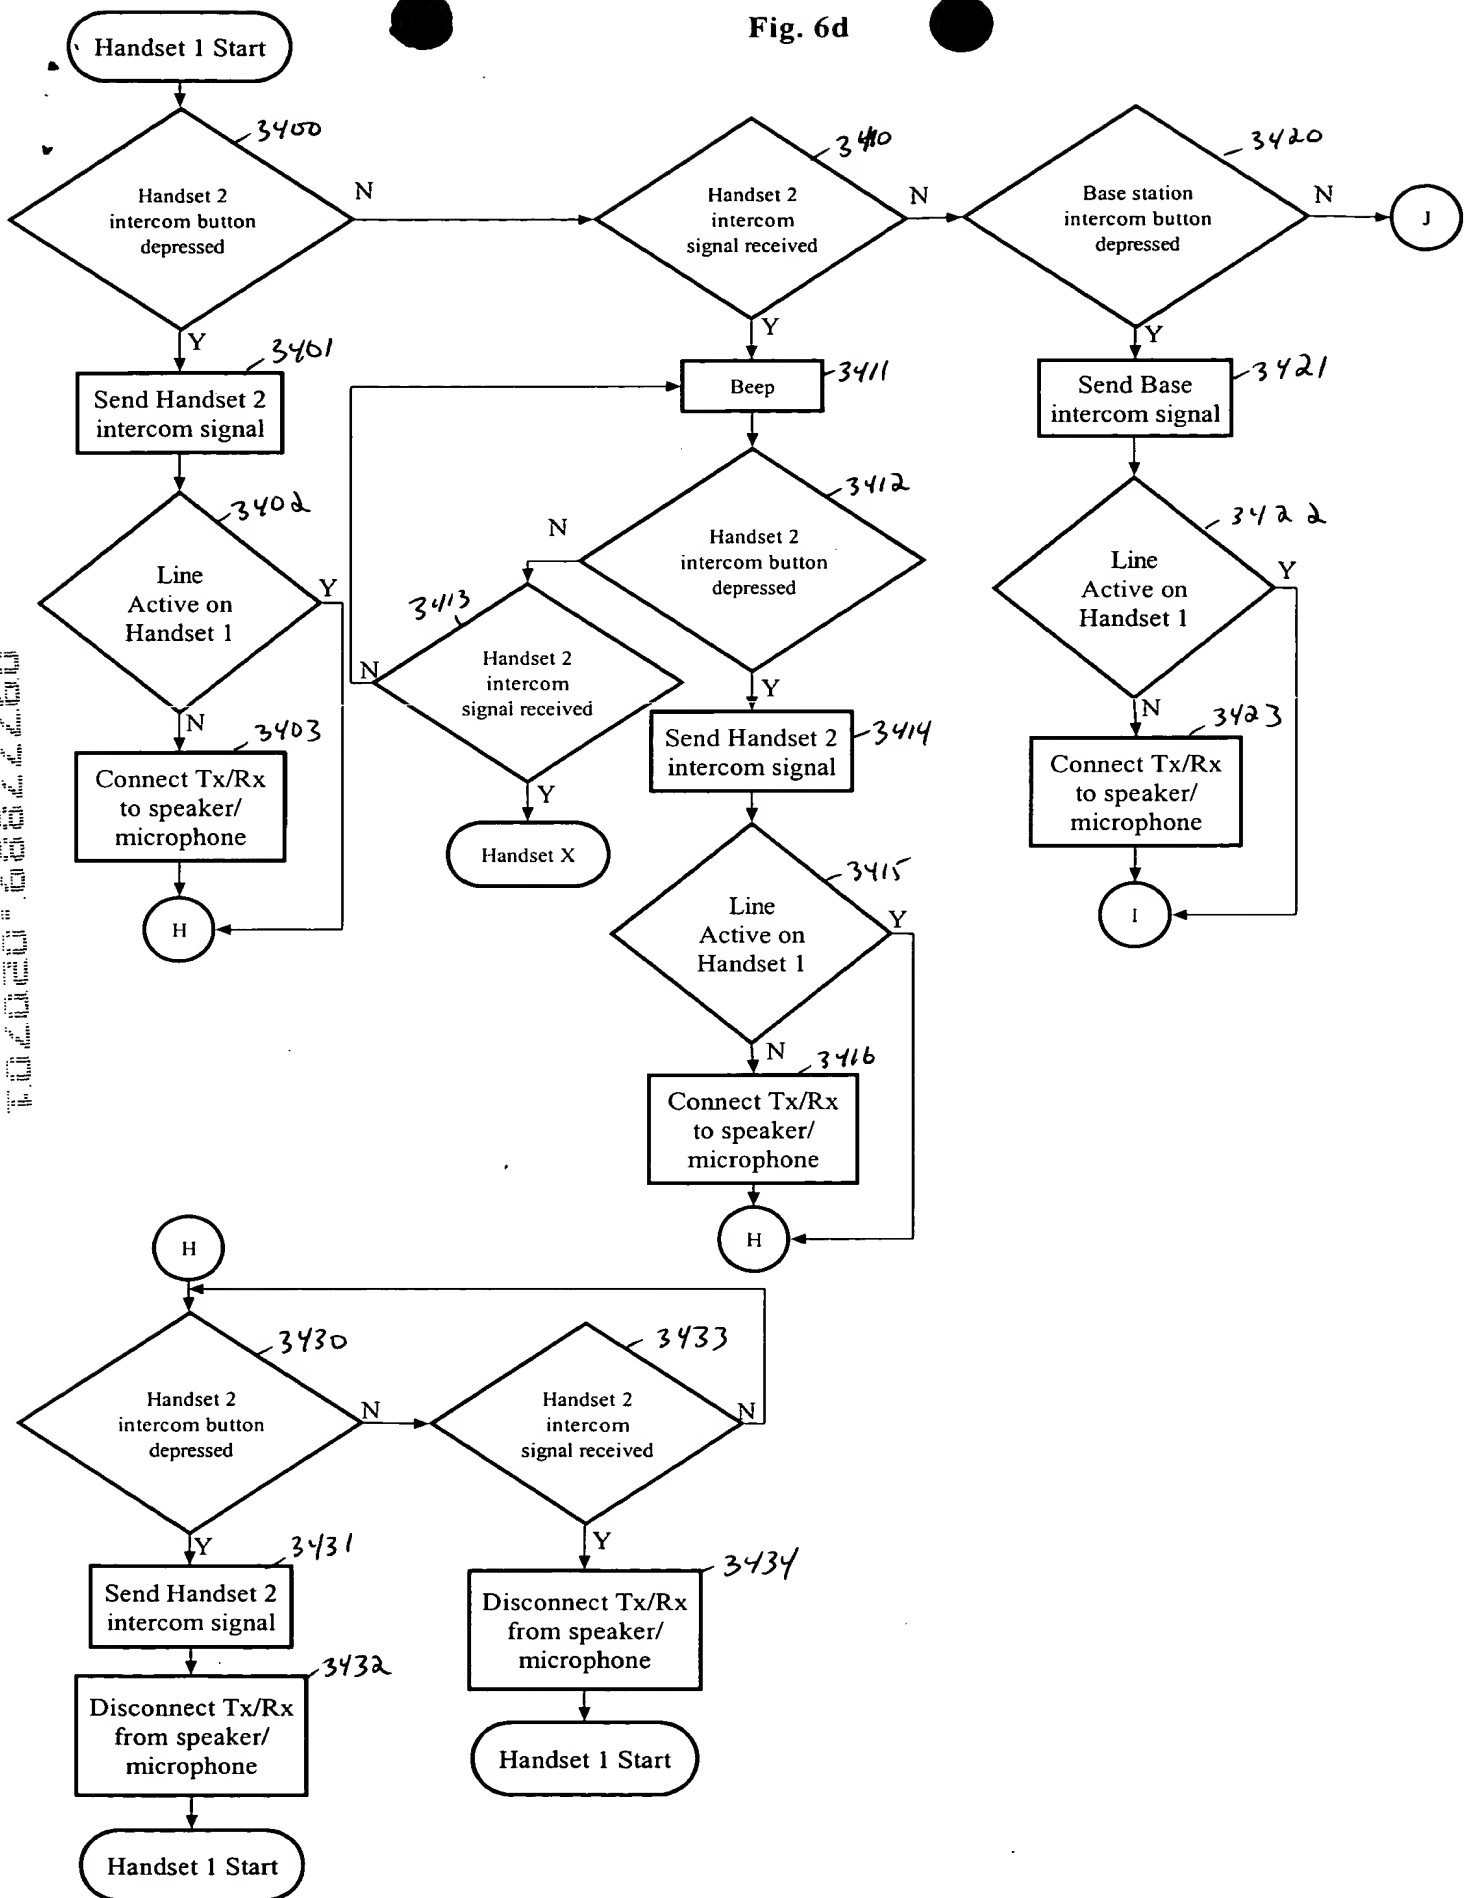 Fig. 6d
Handset 1 Start
3400
Handset 2
intercom button
depressed
N
Y
3401
Send Handset 2
intercom signal
3402
Line
Active on
Handset 1
Y
N
3403
Connect Tx/Rx
to speaker/
microphone
H
3410
Handset 2
intercom
signal received
N
Y
3411
Beep
3412
Handset 2
intercom button
depressed
N
Y
3413
Handset 2
intercom
signal received
N
Y
Handset X
3414
Send Handset 2
intercom signal
3415
Line
Active on
Handset 1
Y
N
3416
Connect Tx/Rx
to speaker/
microphone
H
3420
Base station
intercom button
depressed
N
J
Y
3421
Send Base
intercom signal
3422
Line
Active on
Handset 1
Y
N
3423
Connect Tx/Rx
to speaker/
microphone
I
H
3430
Handset 2
intercom button
depressed
N
Y
3431
Send Handset 2
intercom signal
3432
Disconnect Tx/Rx
from speaker/
microphone
Handset 1 Start
3433
Handset 2
intercom
signal received
N
Y
3434
Disconnect Tx/Rx
from speaker/
microphone
Handset 1 Start